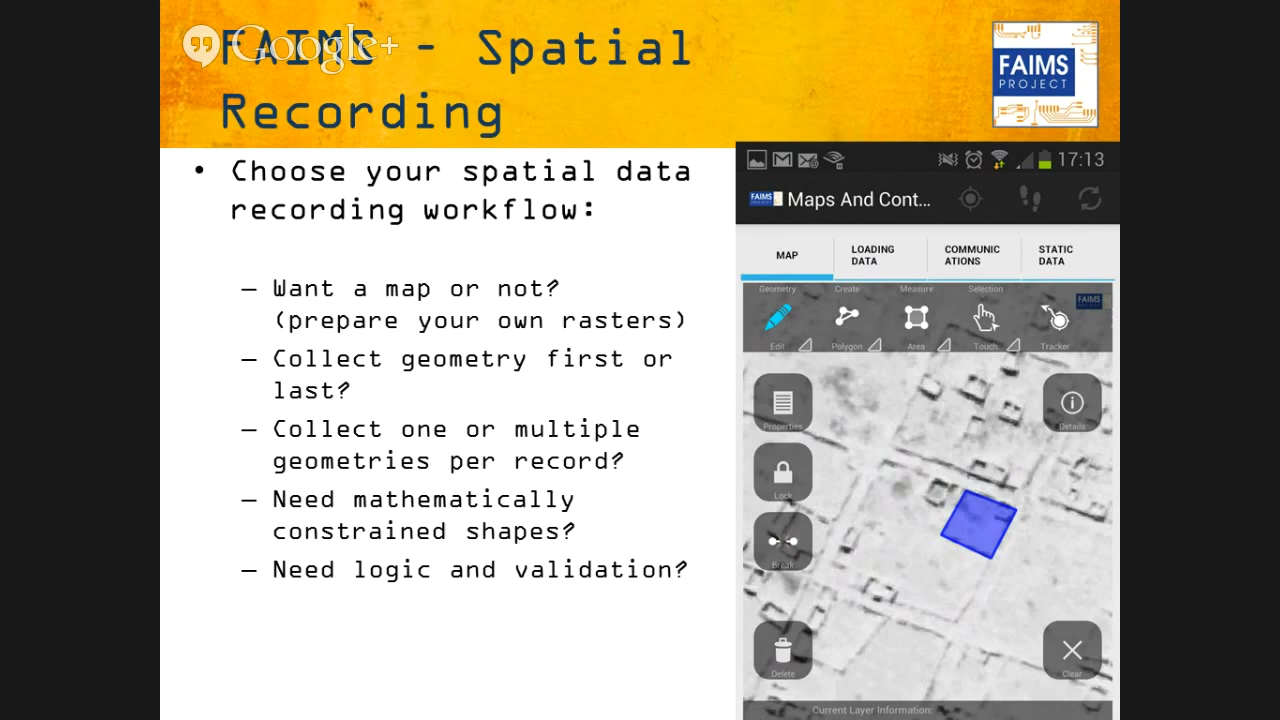 FAIMS - Spatial
Google+
Recording
FAIMS
PROJECT
• Choose your spatial data
recording workflow:
– Want a map or not?
(prepare your own rasters)
– Collect geometry first or
last?
– Collect one or multiple
geometries per record?
– Need mathematically
constrained shapes?
– Need logic and validation?
17:13
FAIMS Maps And Cont...
MAP
LOADING
DATA
COMMUNIC
ATIONS
STATIC
DATA
Geometry Create Measure Selection
FAIMS
Edit Polygon Area Touch Tracker
Properties
Details
Lock
Break
Delete
Clear
Current Layer Information: